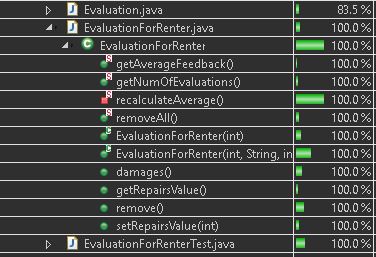 Evaluation.java 83.5 %
EvaluationForRenter.java 100.0 %
EvaluationForRenter 100.0 %
getAverageFeedback() 100.0 %
getNumOfEvaluations() 100.0 %
recalculateAverage() 100.0 %
removeAll() 100.0 %
EvaluationForRenter(int) 100.0 %
EvaluationForRenter(int, String, in 100.0 %
damages() 100.0 %
getRepairsValue() 100.0 %
remove() 100.0 %
setRepairsValue(int) 100.0 %
EvaluationForRenterTest.java 100.0 %